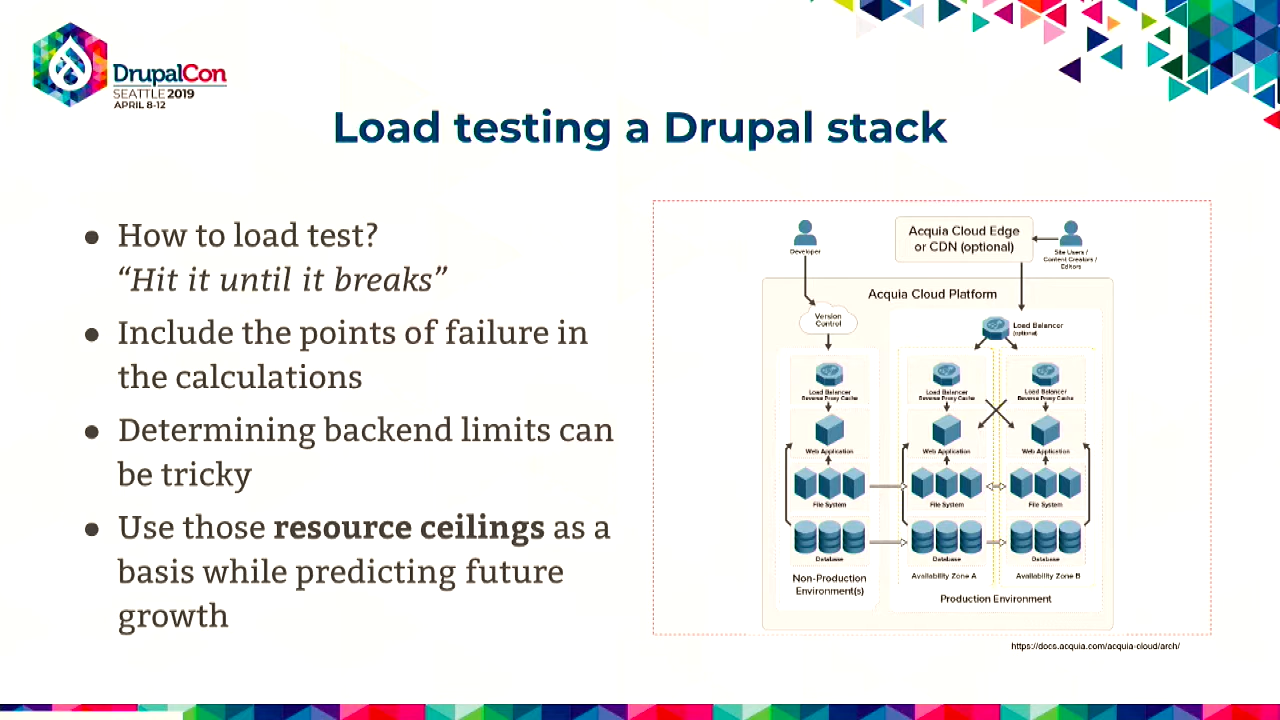 DrupalCon
SEATTLE 2019
APRIL 8-12
Load testing a Drupal stack
● How to load test?
“Hit it until it breaks”
● Include the points of failure in
the calculations
● Determining backend limits can
be tricky
● Use those resource ceilings as a
basis while predicting future
growth
Developer
Acquia Cloud Edge
or CDN (optional)
Site Users /
Content Creators /
Editors
Acquia Cloud Platform
Version
Control
Load Balancer
(optional)
Load Balancer/
Reverse Proxy Cache
Load Balancer/
Reverse Proxy Cache
Load Balancer/
Reverse Proxy Cache
Web Application
Web Application
Web Application
File System
File System
File System
Database
Database
Database
Non-Production
Environment(s)
Availability Zone A
Availability Zone B
Production Environment
https://docs.acquia.com/acquia-cloud/arch/